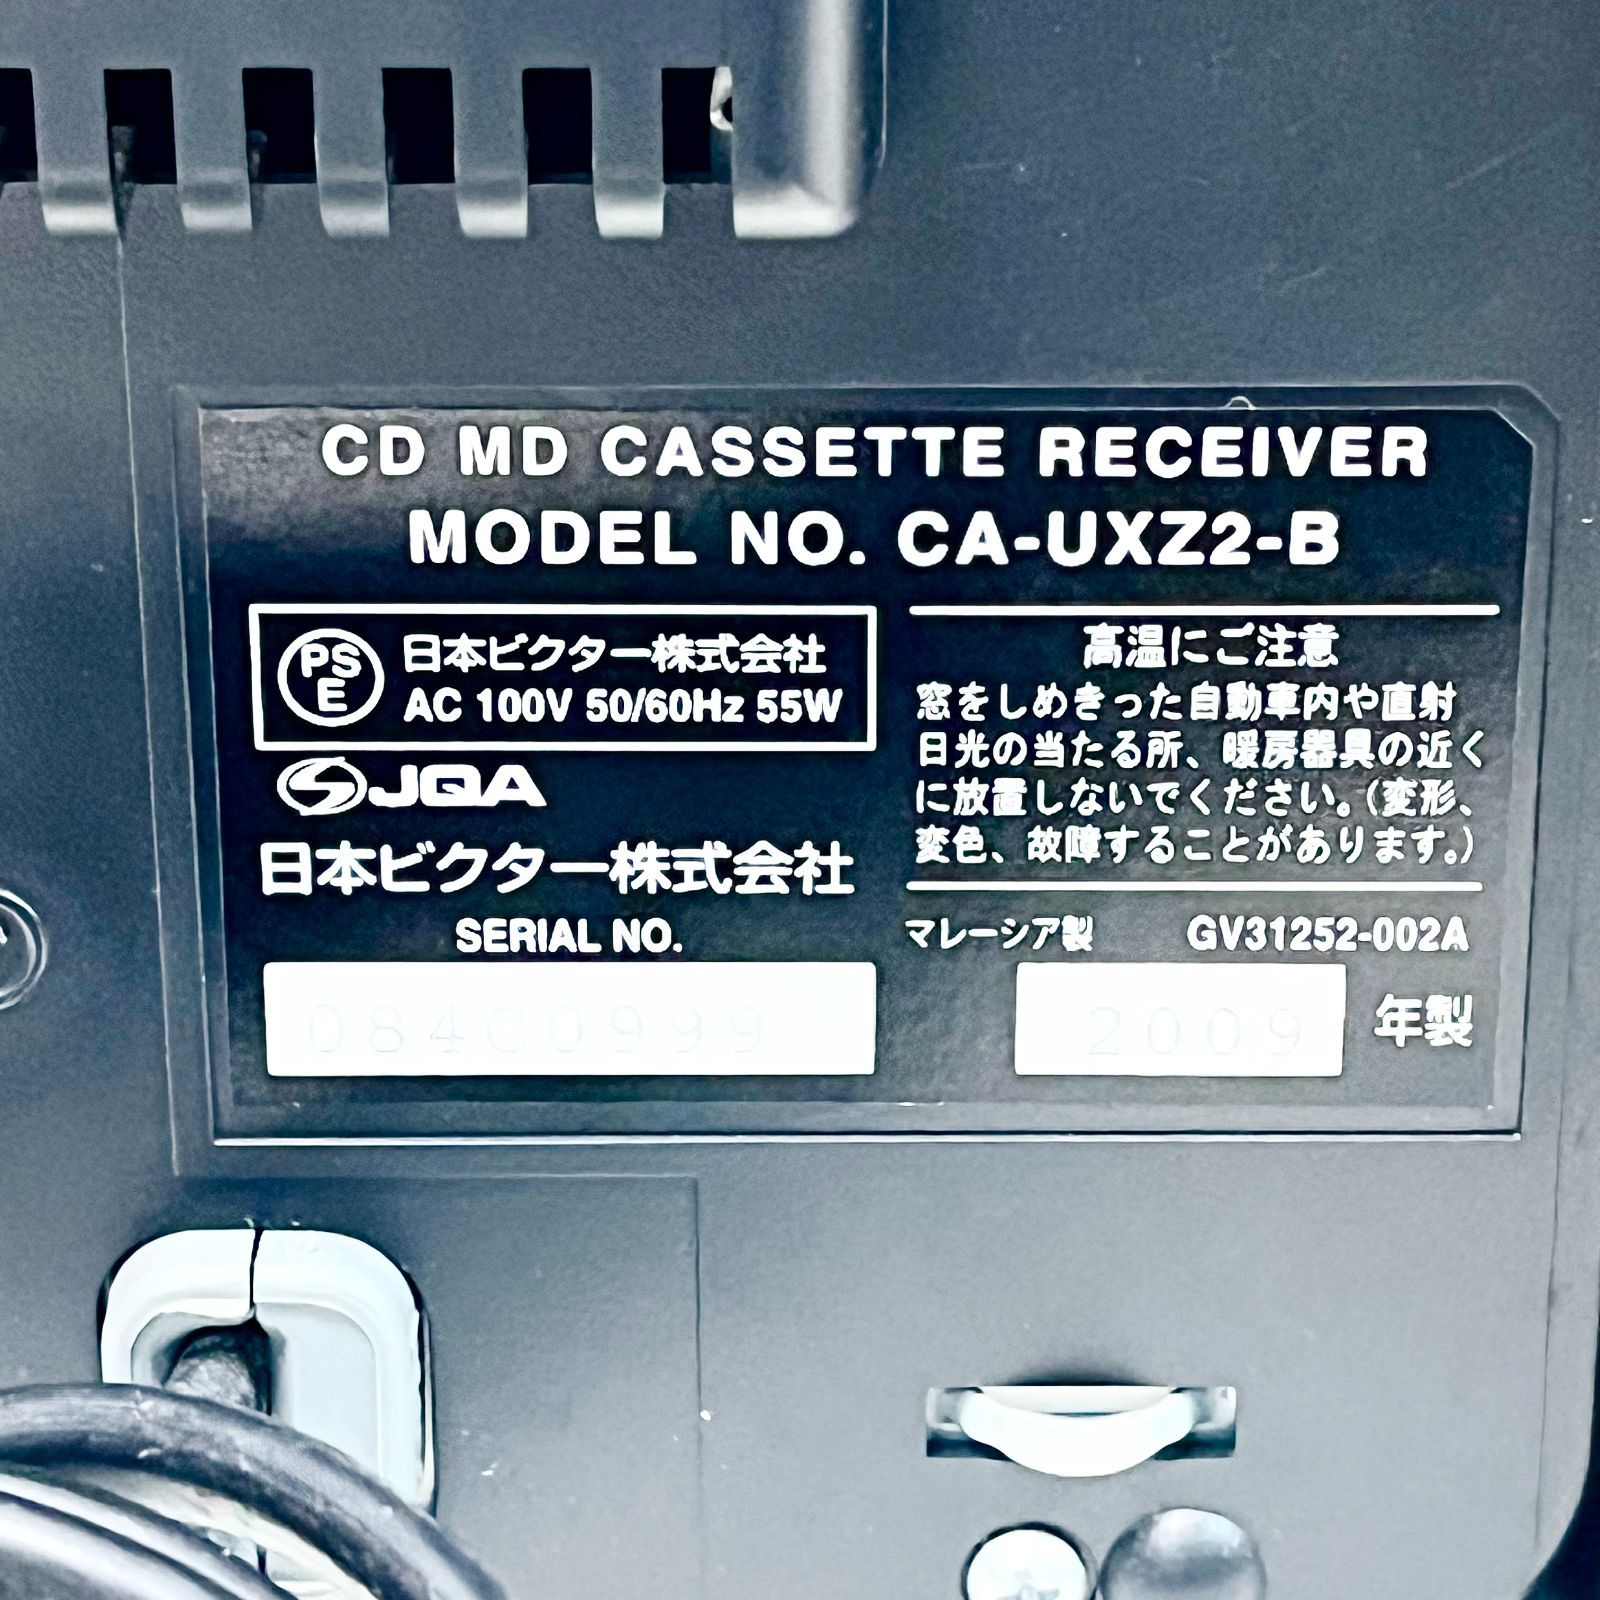 CD MD CASSETTE RECEIVER
MODEL NO. CA-UXZ2-B
PS
E
日本ビクター株式会社
AC 100V 50/60Hz 55W
JQA
日本ビクター株式会社
SERIAL NO.
084C0999
高温にご注意
窓をしめきった自動車内や直射
日光の当たる所、暖房器具の近く
に放置しないでください。(変形、
変色、故障することがあります。)
マレーシア製 GV31252-002A
2009 年製